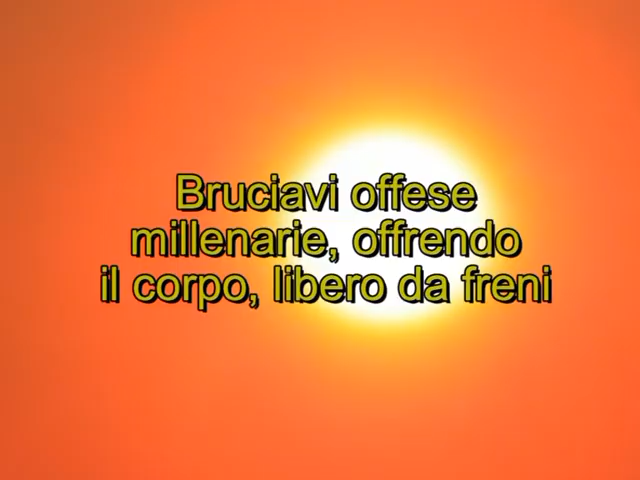 Bruciavi offese
millenarie, offrendo
il corpo, libero da freni